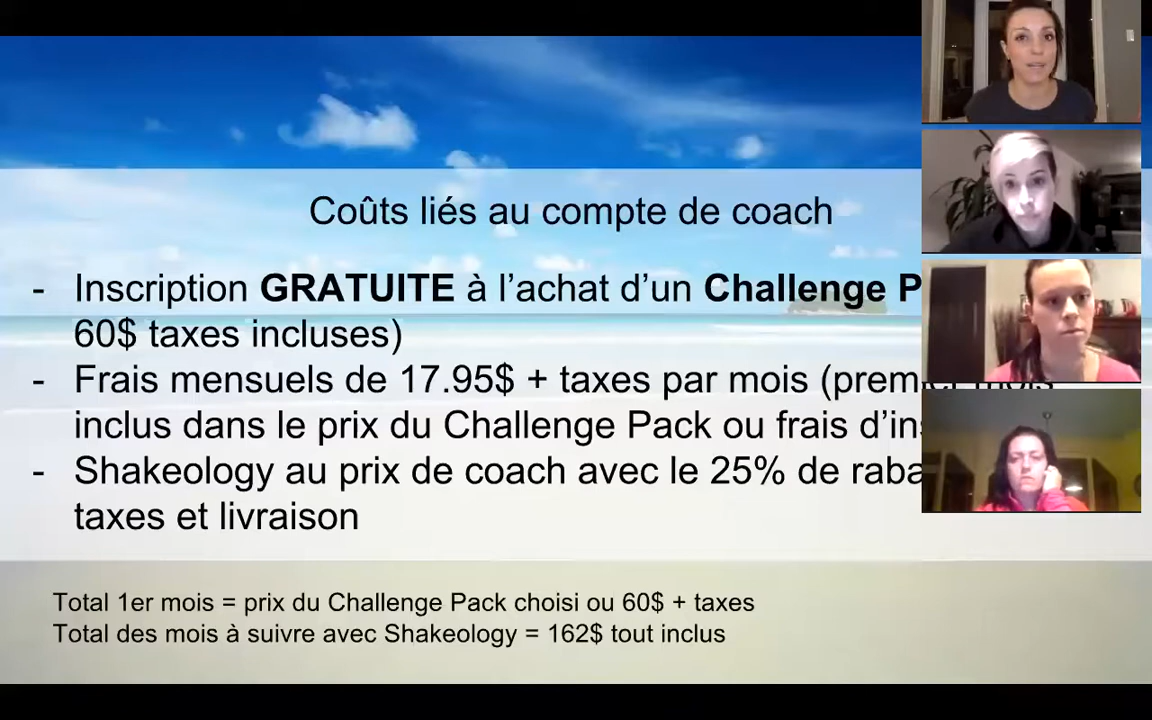 Coûts liés au compte de coach
- Inscription GRATUITE à l'achat d'un Challenge
60$ taxes incluses)
- Frais mensuels de 17.95$ + taxes par mois (premier mois
inclus dans le prix du Challenge Pack ou frais
- Shakeology au prix de coach avec le 25% de
taxes et livraison
Total 1er mois = prix du Challenge Pack choisi ou 60$ + taxes
Total des mois à suivre avec Shakeology = 162$ tout inclus